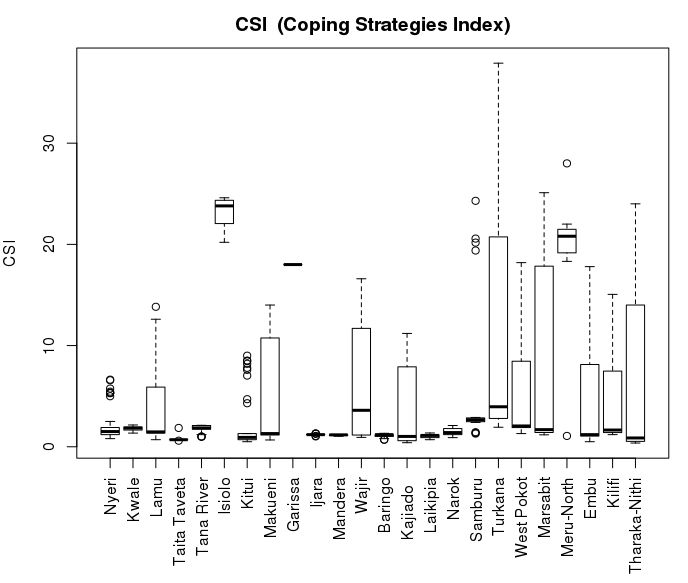 CSI  (Coping Strategies Index)
CSI
30
20
10
0
Nyeri
Kwale
Lamu
Taita Taveta
Tana River
Isiolo
Kitui
Makueni
Garissa
Ijara
Mandera
Wajir
Baringo
Kajiado
Laikipia
Narok
Samburu
Turkana
West Pokot
Marsabit
Meru-North
Embu
Kilifi
Tharaka-Nithi